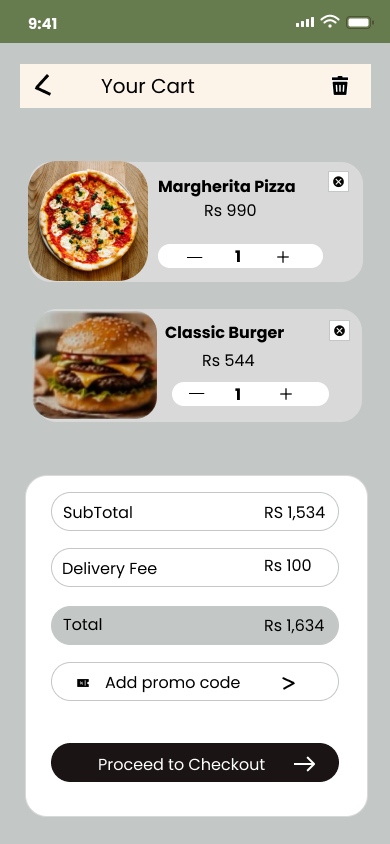 9:41
Your Cart
Margherita Pizza
Rs 990
1
Classic Burger
Rs 544
1
SubTotal RS 1,534
Delivery Fee Rs 100
Total Rs 1,634
Add promo code >
Proceed to Checkout